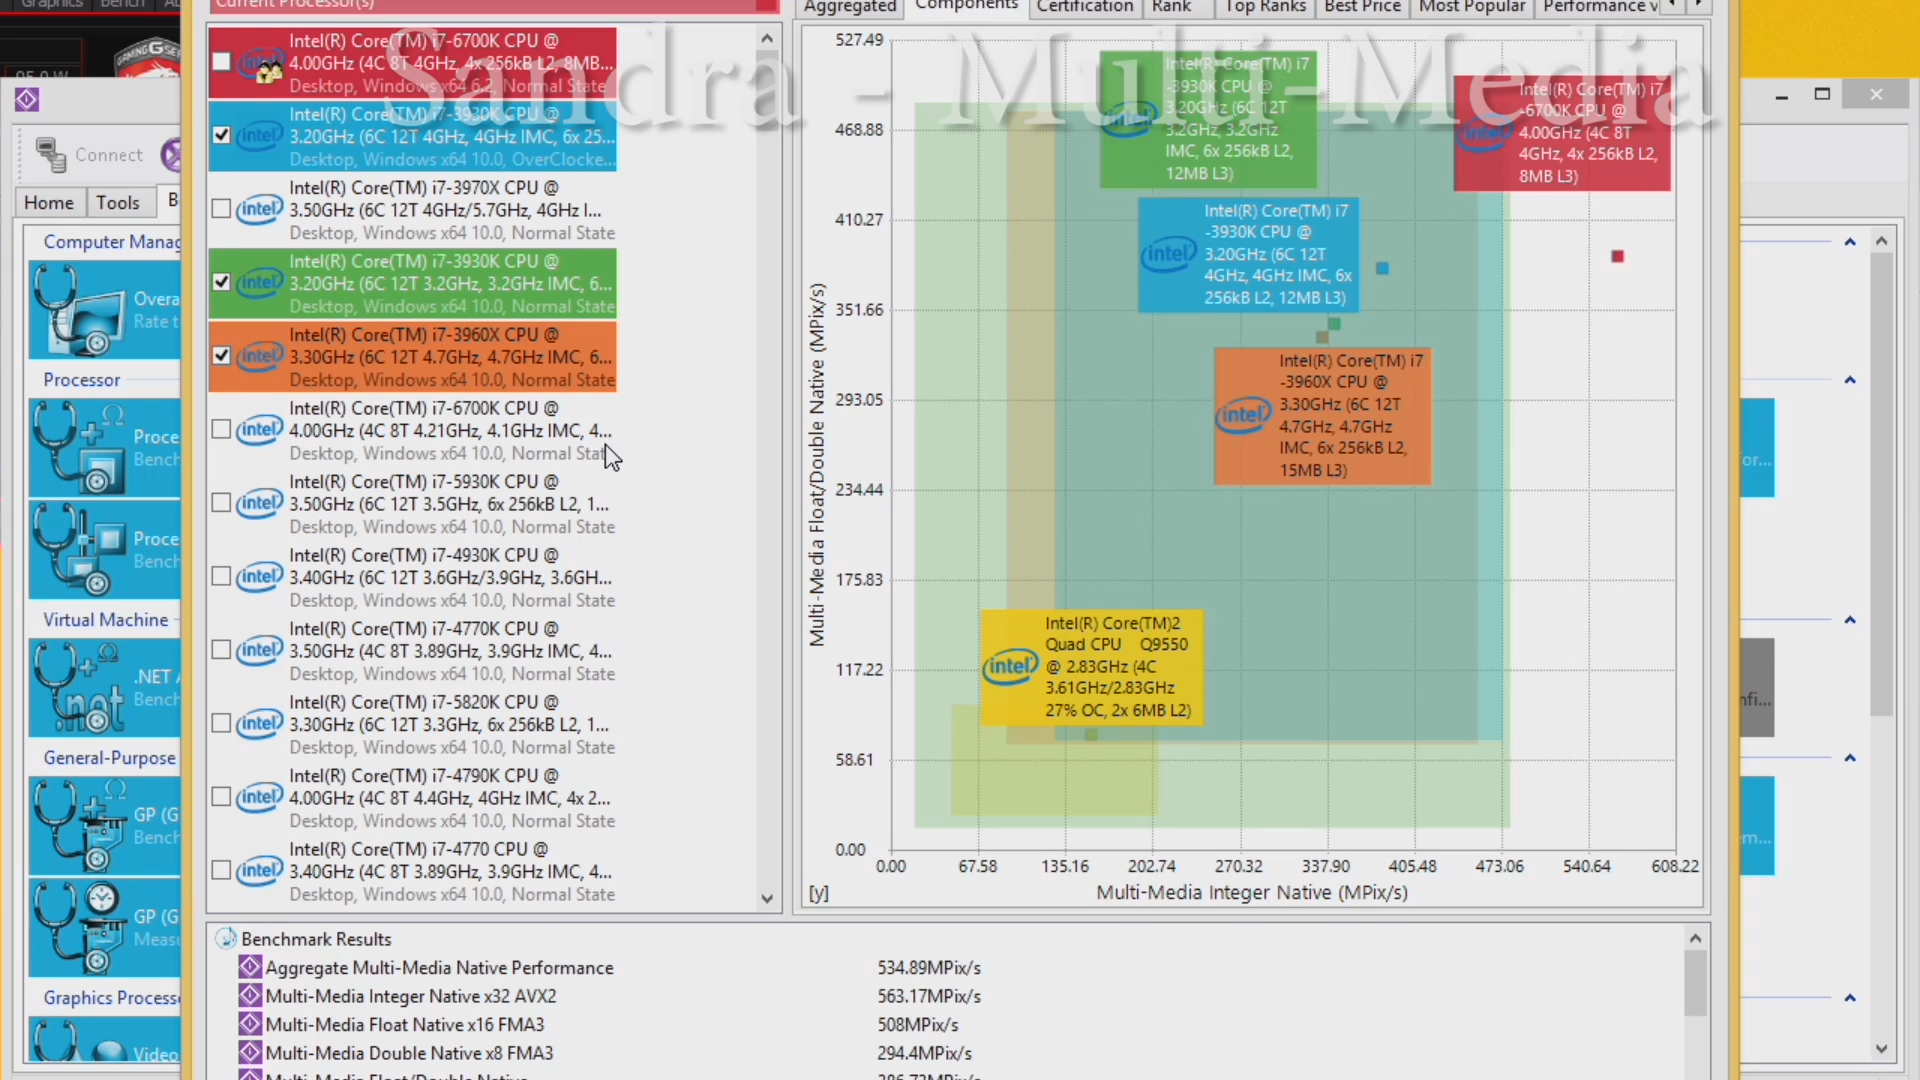 Graphics Bench
Current Processor(s)
Sandra - Multi-Media
Connect
Home
Tools
Computer Manag
Overa
Rate t
Processor
Proce
Bench
Proce
Bench
Virtual Machine
.NET A
Bench
General-Purpose
GP (G
Bench
GP (G
Measu
Graphics Process
Video
Intel(R) Core(TM) i7-6700K CPU @
4.00GHz (4C 8T 4GHz, 4x 256kB L2, 8MB...
Desktop, Windows x64 6.2, Normal State
Intel(R) Core(TM) i7-3930K CPU @
3.20GHz (6C 12T 4GHz, 4GHz IMC, 6x 25...
Desktop, Windows x64 10.0, OverClocke...
Intel(R) Core(TM) i7-3970X CPU @
3.50GHz (6C 12T 4GHz/5.7GHz, 4GHz I...
Desktop, Windows x64 10.0, Normal State
Intel(R) Core(TM) i7-3930K CPU @
3.20GHz (6C 12T 3.2GHz, 3.2GHz IMC, 6...
Desktop, Windows x64 10.0, Normal State
Intel(R) Core(TM) i7-3960X CPU @
3.30GHz (6C 12T 4.7GHz, 4.7GHz IMC, 6...
Desktop, Windows x64 10.0, Normal State
Intel(R) Core(TM) i7-6700K CPU @
4.00GHz (4C 8T 4.21GHz, 4.1GHz IMC, 4...
Desktop, Windows x64 10.0, Normal State
Intel(R) Core(TM) i7-5930K CPU @
3.50GHz (6C 12T 3.5GHz, 6x 256kB L2, 1...
Desktop, Windows x64 10.0, Normal State
Intel(R) Core(TM) i7-4930K CPU @
3.40GHz (6C 12T 3.6GHz/3.9GHz, 3.6GH...
Desktop, Windows x64 10.0, Normal State
Intel(R) Core(TM) i7-4770K CPU @
3.50GHz (4C 8T 3.89GHz, 3.9GHz IMC, 4...
Desktop, Windows x64 10.0, Normal State
Intel(R) Core(TM) i7-5820K CPU @
3.30GHz (6C 12T 3.3GHz, 6x 256kB L2, 1...
Desktop, Windows x64 10.0, Normal State
Intel(R) Core(TM) i7-4790K CPU @
4.00GHz (4C 8T 4.4GHz, 4GHz IMC, 4x 2...
Desktop, Windows x64 10.0, Normal State
Intel(R) Core(TM) i7-4770 CPU @
3.40GHz (4C 8T 3.89GHz, 3.9GHz IMC, 4...
Desktop, Windows x64 10.0, Normal State
Aggregated Components Certification Rank Top Ranks Best Price Most Popular Performance v
527.49
468.88
410.27
351.66
293.05
234.44
175.83
117.22
58.61
0.00
Multi-Media Float/Double Native (MPix/s)
Intel(R) Core(TM) i7
-3930K CPU @
3.20GHz (6C 12T
3.2GHz, 3.2GHz
IMC, 6x 256kB L2,
12MB L3)
Intel(R) Core(TM) i7
-6700K CPU @
4.00GHz (4C 8T
4GHz, 4x 256kB L2,
8MB L3)
Intel(R) Core(TM) i7
-3930K CPU @
3.20GHz (6C 12T
4GHz, 4GHz IMC, 6x
256kB L2, 12MB L3)
Intel(R) Core(TM) i7
-3960X CPU @
3.30GHz (6C 12T
4.7GHz, 4.7GHz
IMC, 6x 256kB L2,
15MB L3)
Intel(R) Core(TM)2
Quad CPU Q9550
@ 2.83GHz (4C
3.61GHz/2.83GHz
27% OC, 2x 6MB L2)
0.00 67.58 135.16 202.74 270.32 337.90 405.48 473.06 540.64 608.22
[y] Multi-Media Integer Native (MPix/s)
Benchmark Results
Aggregate Multi-Media Native Performance 534.89MPix/s
Multi-Media Integer Native x32 AVX2 563.17MPix/s
Multi-Media Float Native x16 FMA3 508MPix/s
Multi-Media Double Native x8 FMA3 294.4MPix/s